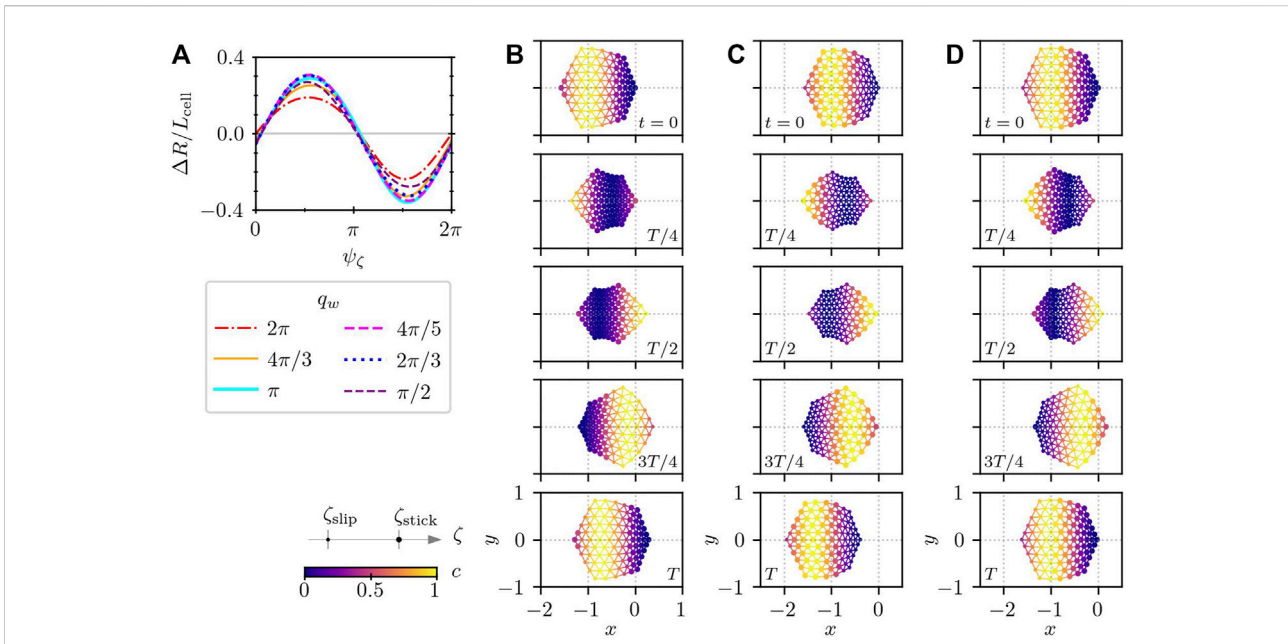 A
0.4
0.0
−0.4
ΔR/L_cell
0
π
2π
ψ_ζ
q_w
2π
4π/3
π
4π/5
2π/3
π/2
ζ_slip
ζ_stick
ζ
c
0
0.5
1
B
t = 0
T/4
T/2
3T/4
T
1
0
−1
y
−2
−1
0
1
x
C
t = 0
T/4
T/2
3T/4
T
1
0
−1
y
−2
−1
0
x
D
t = 0
T/4
T/2
3T/4
T
1
0
−1
y
−2
−1
0
x